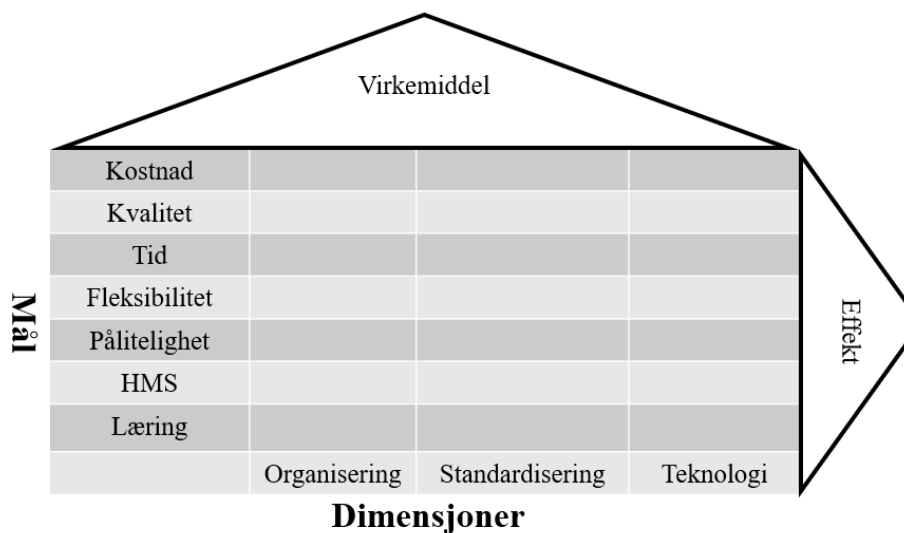 Virkemiddel
Kostnad
Kvalitet
Tid
Fleksibilitet
Pålitelighet
HMS
Læring
Mål
Effekt
Organisering Standardisering Teknologi
Dimensjoner